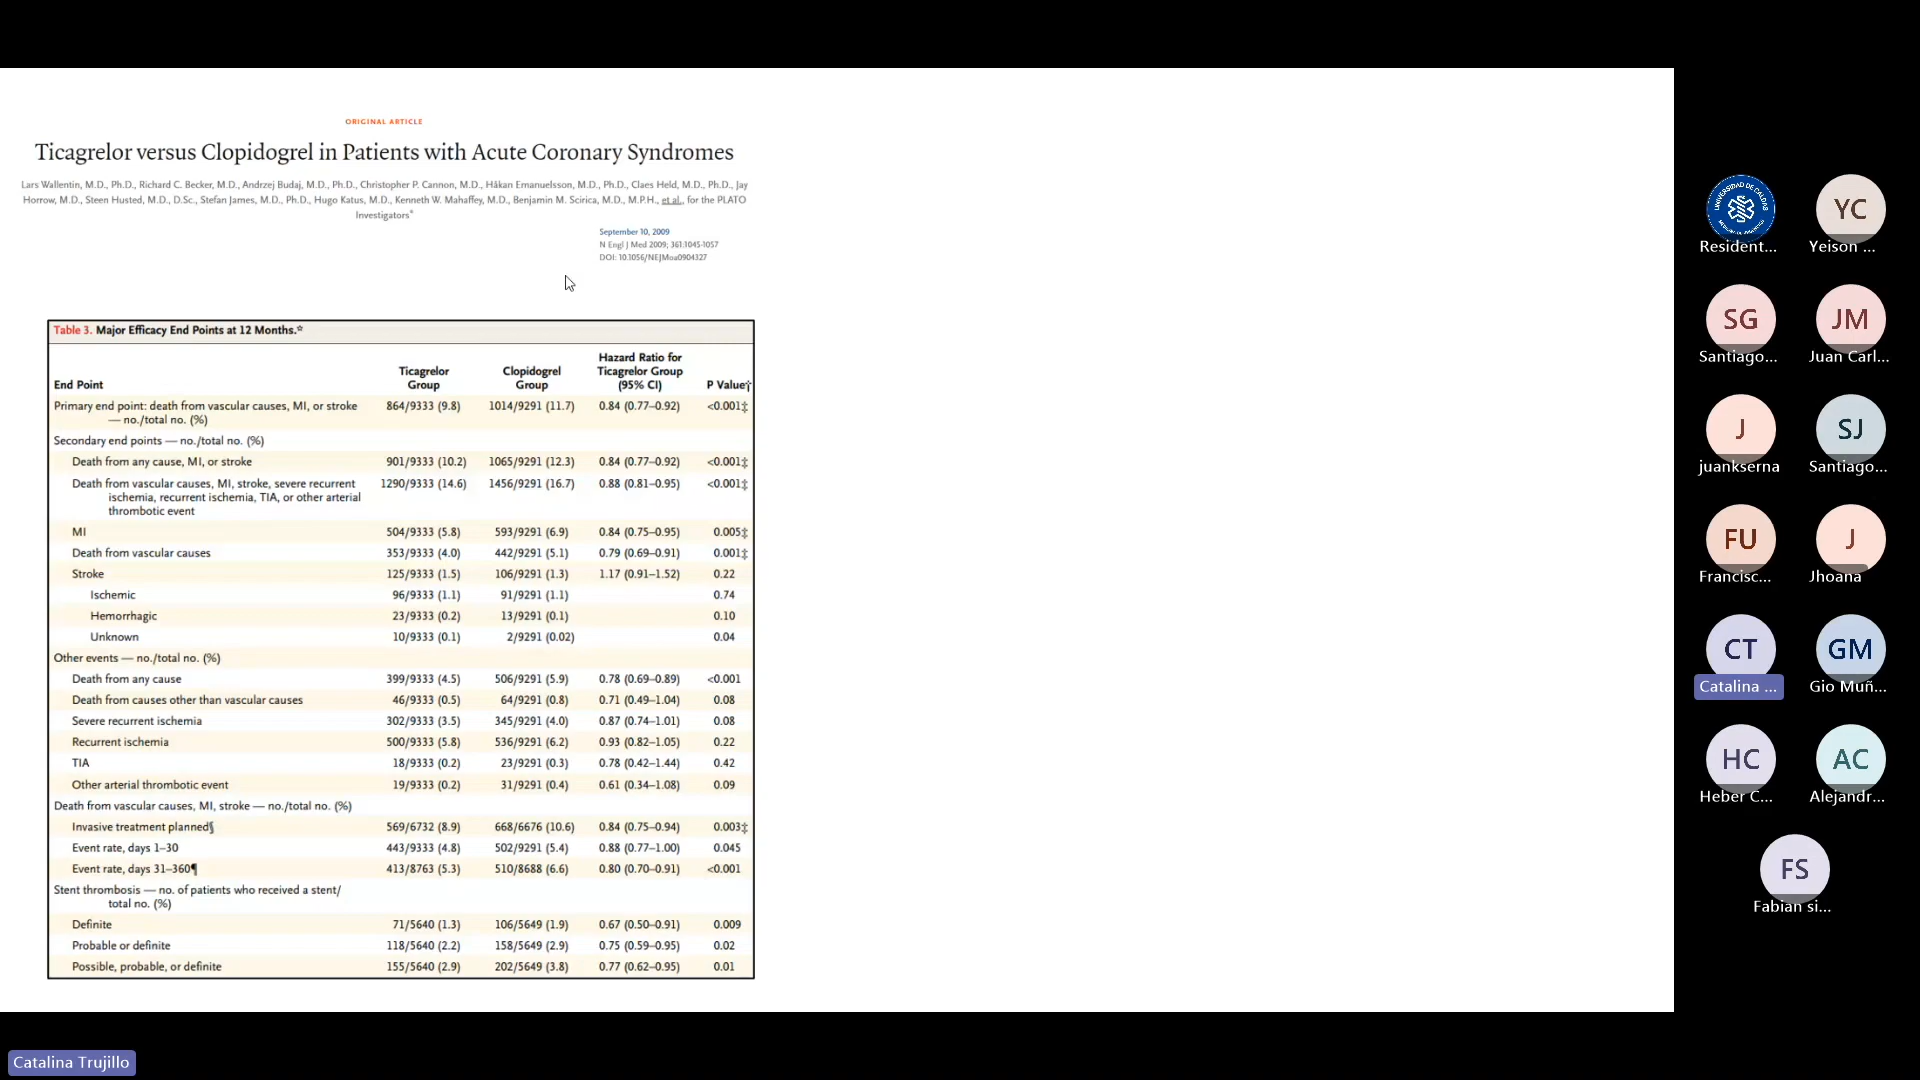 ORIGINAL ARTICLE
Ticagrelor versus Clopidogrel in Patients with Acute Coronary Syndromes
Lars Wallentin, M.D., Ph.D., Richard C. Becker, M.D., Andrzej Budaj, M.D., Ph.D., Christopher P. Cannon, M.D., Håkan Emanuelsson, M.D., Ph.D., Claes Held, M.D., Ph.D., Jay
Horrow, M.D., Steen Husted, M.D., D.Sc., Stefan James, M.D., Ph.D., Hugo Katus, M.D., Kenneth W. Mahaffey, M.D., Benjamin M. Scirica, M.D., M.P.H., et al., for the PLATO
Investigators*
September 10, 2009
N Engl J Med 2009; 361:1045-1057
DOI: 10.1056/NEJMoa0904327
Table 3. Major Efficacy End Points at 12 Months.*
End Point Ticagrelor Group Clopidogrel Group Hazard Ratio for Ticagrelor Group (95% CI) P Value†
Primary end point: death from vascular causes, MI, or stroke — no./total no. (%) 864/9333 (9.8) 1014/9291 (11.7) 0.84 (0.77–0.92) <0.001‡
Secondary end points — no./total no. (%)
Death from any cause, MI, or stroke 901/9333 (10.2) 1065/9291 (12.3) 0.84 (0.77–0.92) <0.001‡
Death from vascular causes, MI, stroke, severe recurrent ischemia, recurrent ischemia, TIA, or other arterial thrombotic event 1290/9333 (14.6) 1456/9291 (16.7) 0.88 (0.81–0.95) <0.001‡
MI 504/9333 (5.8) 593/9291 (6.9) 0.84 (0.75–0.95) 0.005‡
Death from vascular causes 353/9333 (4.0) 442/9291 (5.1) 0.79 (0.69–0.91) 0.001‡
Stroke 125/9333 (1.5) 106/9291 (1.3) 1.17 (0.91–1.52) 0.22
Ischemic 96/9333 (1.1) 91/9291 (1.1) 0.74
Hemorrhagic 23/9333 (0.2) 13/9291 (0.1) 0.10
Unknown 10/9333 (0.1) 2/9291 (0.02) 0.04
Other events — no./total no. (%)
Death from any cause 399/9333 (4.5) 506/9291 (5.9) 0.78 (0.69–0.89) <0.001
Death from causes other than vascular causes 46/9333 (0.5) 64/9291 (0.8) 0.71 (0.49–1.04) 0.08
Severe recurrent ischemia 302/9333 (3.5) 345/9291 (4.0) 0.87 (0.74–1.01) 0.08
Recurrent ischemia 500/9333 (5.8) 536/9291 (6.2) 0.93 (0.82–1.05) 0.22
TIA 18/9333 (0.2) 23/9291 (0.3) 0.78 (0.42–1.44) 0.42
Other arterial thrombotic event 19/9333 (0.2) 31/9291 (0.4) 0.61 (0.34–1.08) 0.09
Death from vascular causes, MI, stroke — no./total no. (%)
Invasive treatment planned§ 569/6732 (8.9) 668/6676 (10.6) 0.84 (0.75–0.94) 0.003‡
Event rate, days 1–30 443/9333 (4.8) 502/9291 (5.4) 0.88 (0.77–1.00) 0.045
Event rate, days 31–360¶ 413/8763 (5.3) 510/8688 (6.6) 0.80 (0.70–0.91) <0.001
Stent thrombosis — no. of patients who received a stent/ total no. (%)
Definite 71/5640 (1.3) 106/5649 (1.9) 0.67 (0.50–0.91) 0.009
Probable or definite 118/5640 (2.2) 158/5649 (2.9) 0.75 (0.59–0.95) 0.02
Possible, probable, or definite 155/5640 (2.9) 202/5649 (3.8) 0.77 (0.62–0.95) 0.01
UNIVERSIDAD DE CALDAS
Resident...
YC
Yeison ...
SG
Santiago...
JM
Juan Carl...
J
juankserna
SJ
Santiago...
FU
Francisc...
J
Jhoana
CT
Catalina ...
GM
Gio Muñ...
HC
Heber C...
AC
Alejandr...
FS
Fabian si...
Catalina Trujillo